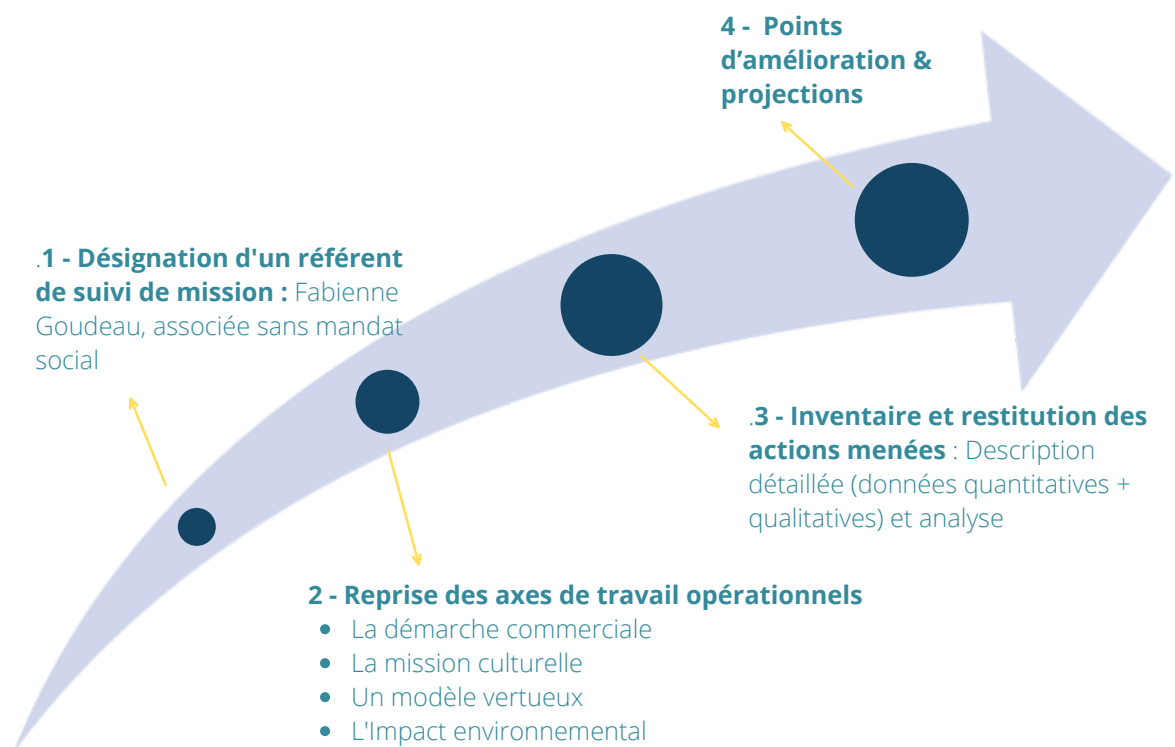 .1 - Désignation d'un référent
de suivi de mission : Fabienne
Goudeau, associée sans mandat
social
2 - Reprise des axes de travail opérationnels
• La démarche commerciale
• La mission culturelle
• Un modèle vertueux
• L'Impact environnemental
.3 - Inventaire et restitution des
actions menées : Description
détaillée (données quantitatives +
qualitatives) et analyse
4 - Points
d’amélioration &
projections